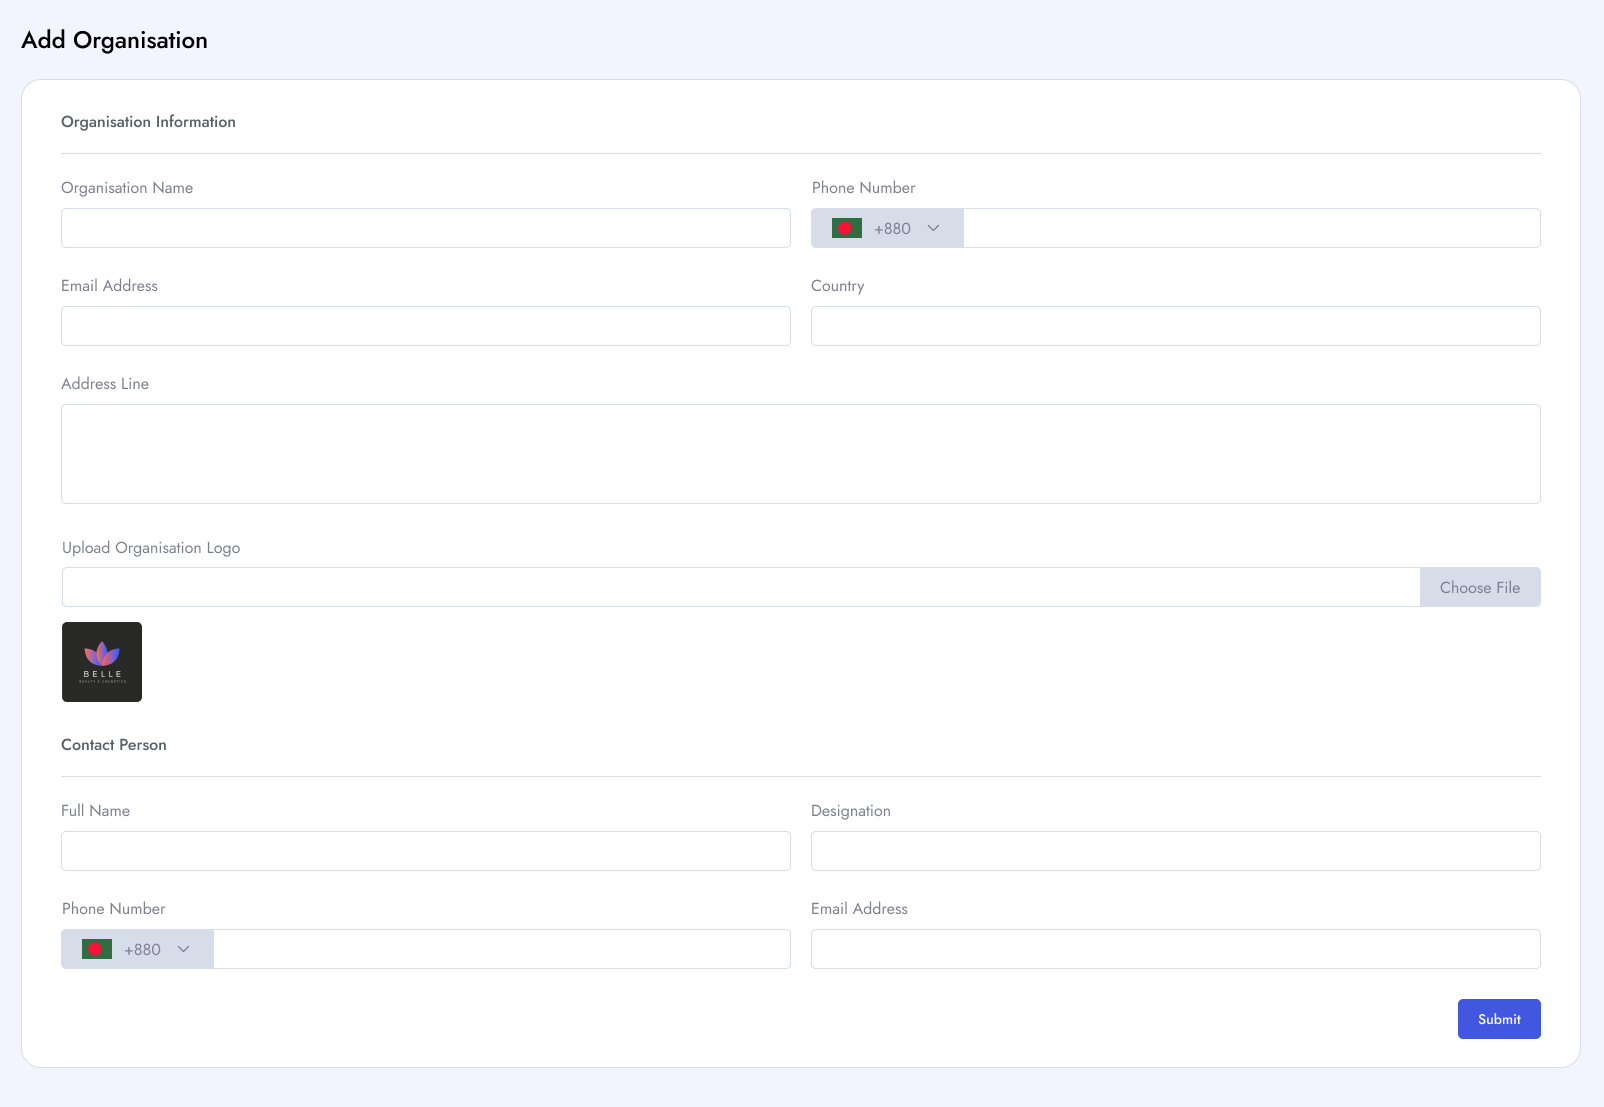 Add Organisation
Organisation Information
Organisation Name
Phone Number
+880
Email Address
Country
Address Line
Upload Organisation Logo
Choose File
BELLE
Contact Person
Full Name
Designation
Phone Number
+880
Email Address
Submit